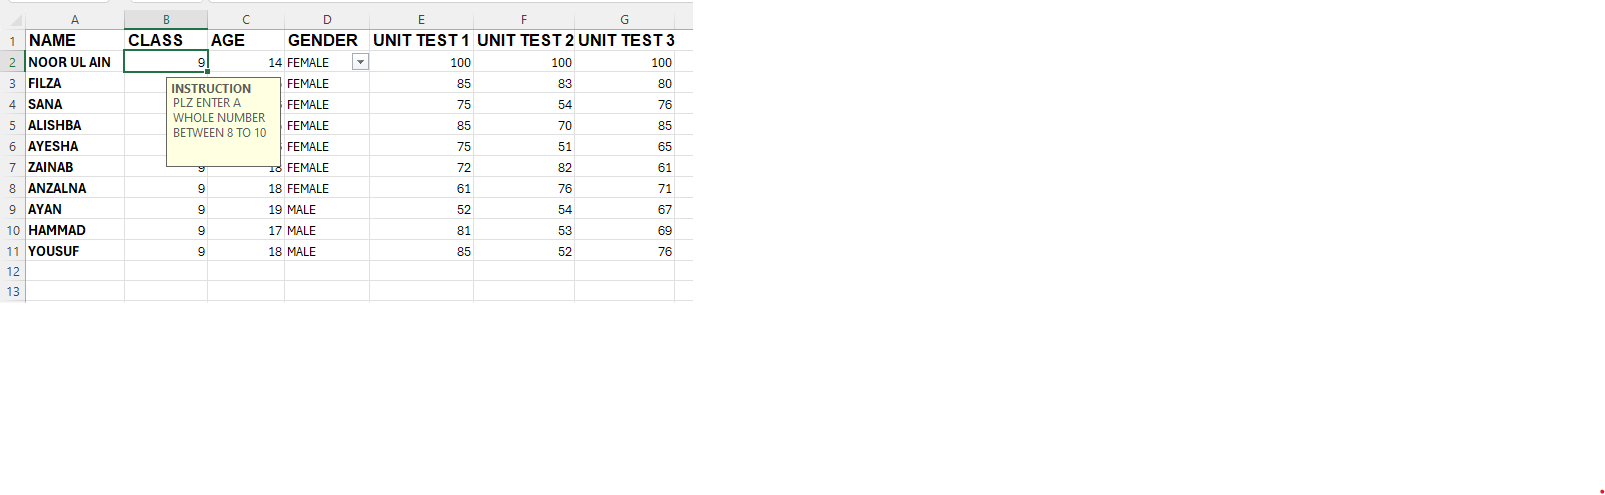 A B C D E F G
1 NAME CLASS AGE GENDER UNIT TEST 1 UNIT TEST 2 UNIT TEST 3
2 NOOR UL AIN 9 14 FEMALE 100 100 100
3 FILZA FEMALE 85 83 80
4 SANA FEMALE 75 54 76
5 ALISHBA FEMALE 85 70 85
6 AYESHA FEMALE 75 51 65
7 ZAINAB 9 18 FEMALE 72 82 61
8 ANZALNA 9 18 FEMALE 61 76 71
9 AYAN 9 19 MALE 52 54 67
10 HAMMAD 9 17 MALE 81 53 69
11 YOUSUF 9 18 MALE 85 52 76
12
13
INSTRUCTION
PLZ ENTER A
WHOLE NUMBER
BETWEEN 8 TO 10